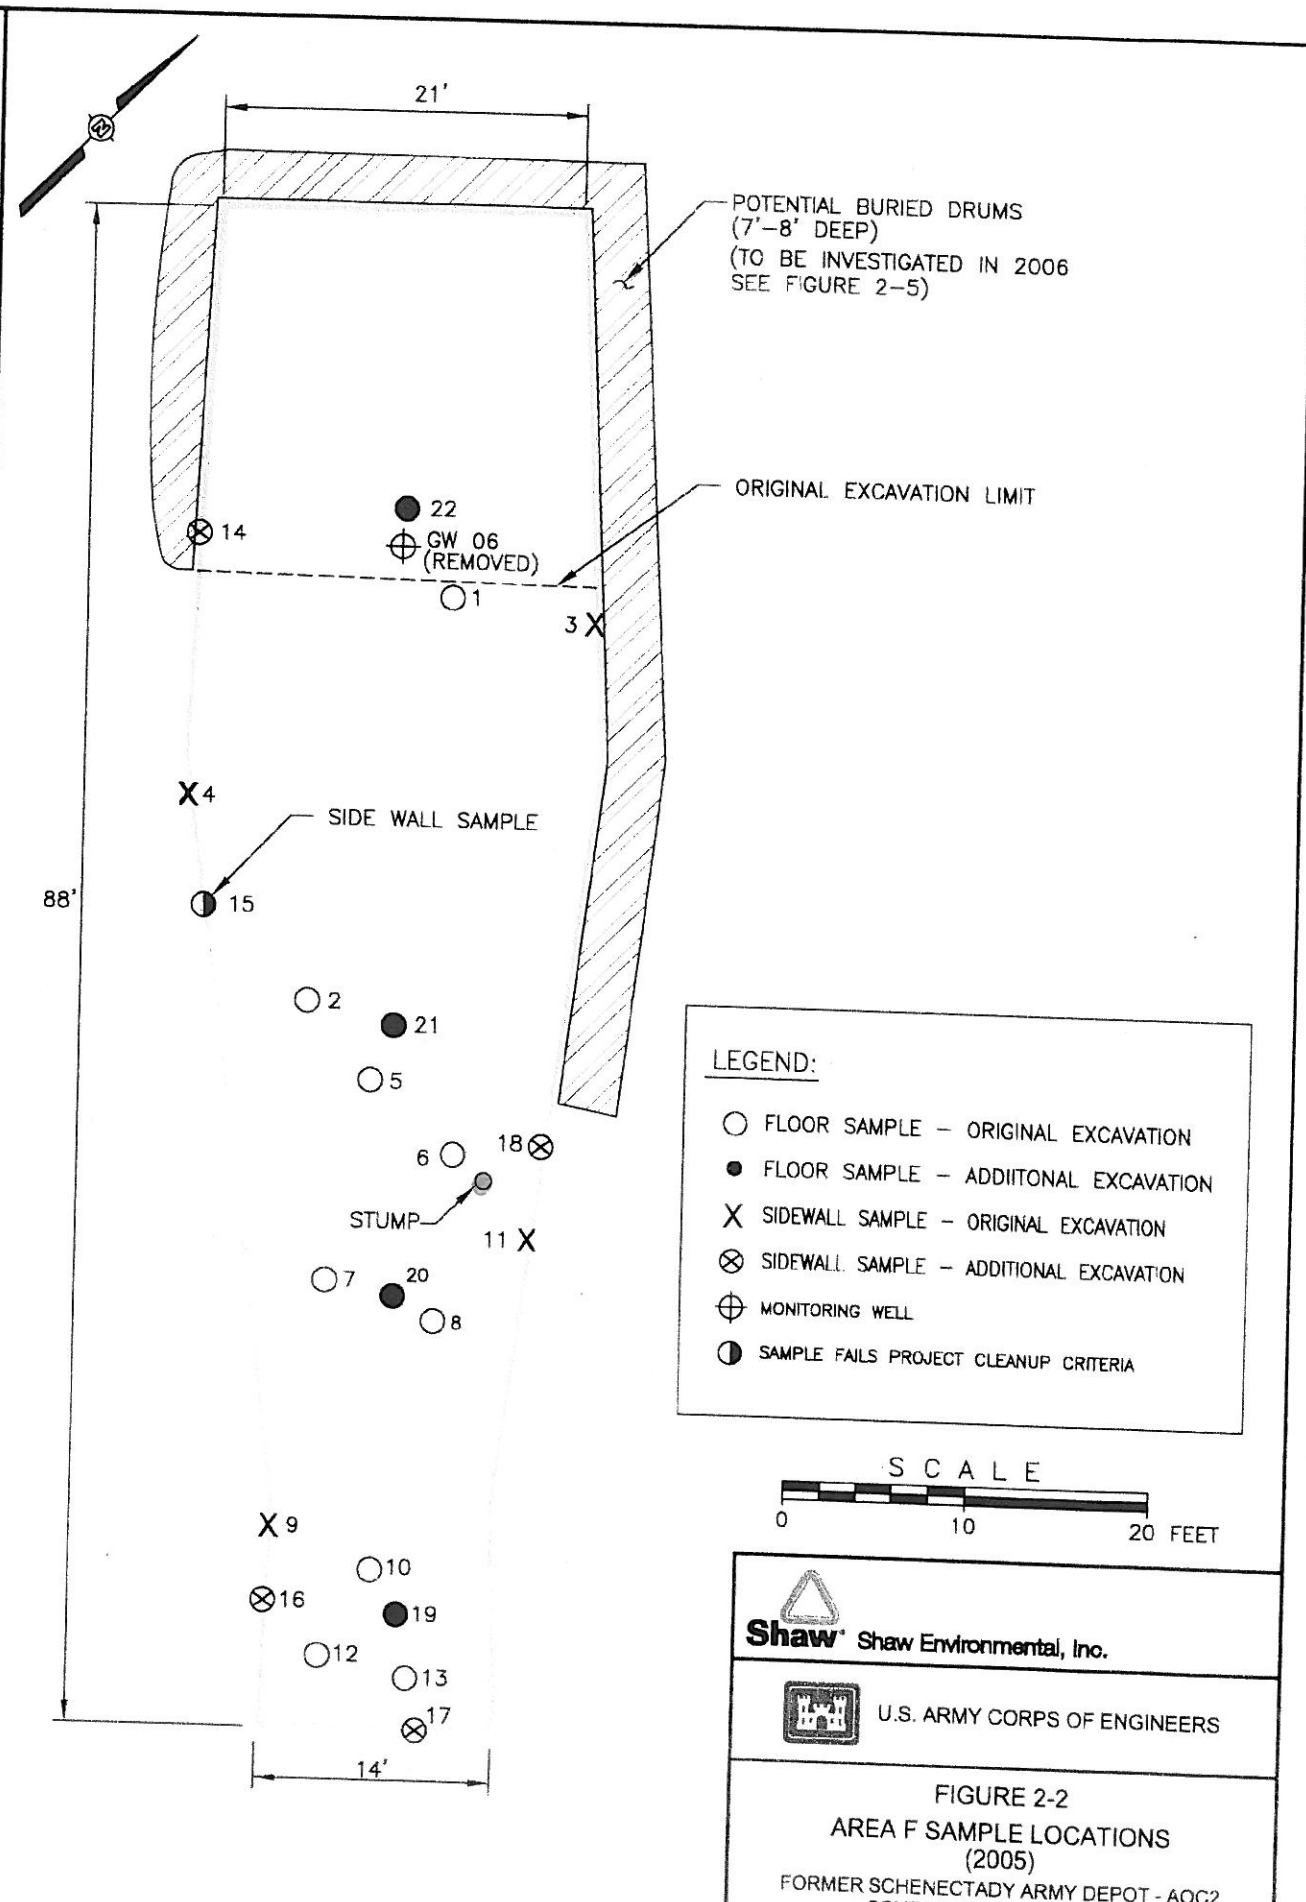 21'
POTENTIAL BURIED DRUMS
(7'-8' DEEP)
(TO BE INVESTIGATED IN 2006
SEE FIGURE 2-5)
N
ORIGINAL EXCAVATION LIMIT
22
14
GW 06
(REMOVED)
1
3 X
X 4
SIDE WALL SAMPLE
88'
15
2
21
5
6
18
STUMP
11 X
7
20
8
X 9
10
16
19
12
13
17
14'
LEGEND:
FLOOR SAMPLE - ORIGINAL EXCAVATION
FLOOR SAMPLE - ADDIITONAL EXCAVATION
X SIDEWALL SAMPLE - ORIGINAL EXCAVATION
SIDEWALL SAMPLE - ADDITIONAL EXCAVATION
MONITORING WELL
SAMPLE FAILS PROJECT CLEANUP CRITERIA
SCALE
0 10 20 FEET
Shaw Shaw Environmental, Inc.
U.S. ARMY CORPS OF ENGINEERS
FIGURE 2-2
AREA F SAMPLE LOCATIONS
(2005)
FORMER SCHENECTADY ARMY DEPOT - AOC2